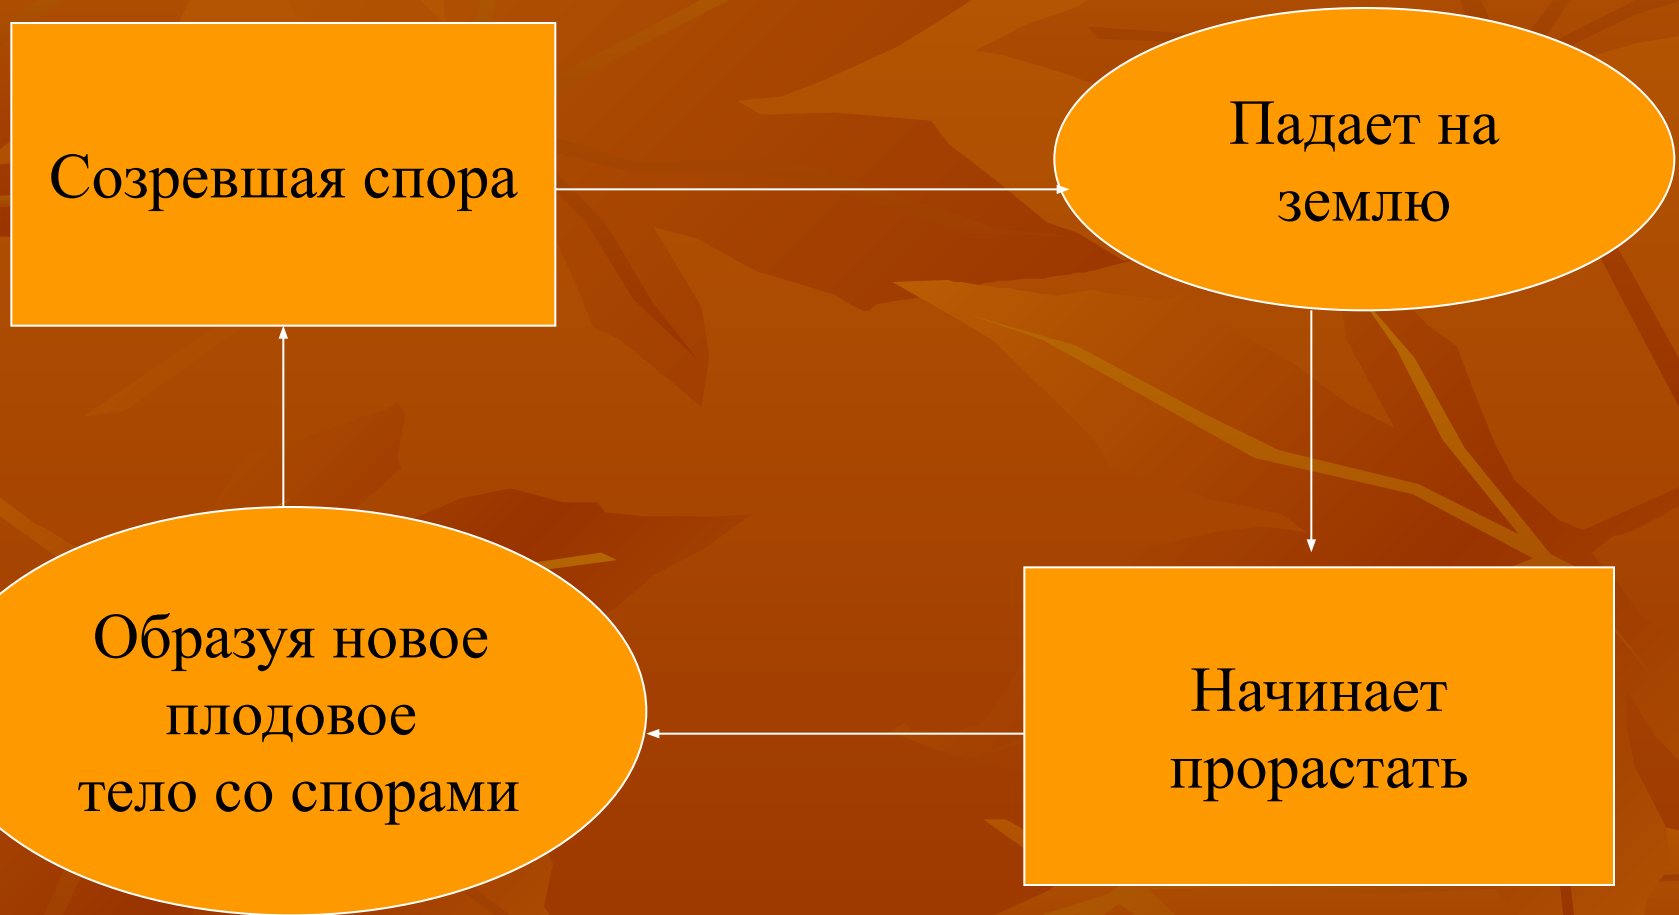 Созревшая спора
Падает на
землю
Начинает
прорастать
Образуя новое
плодовое
тело со спорами